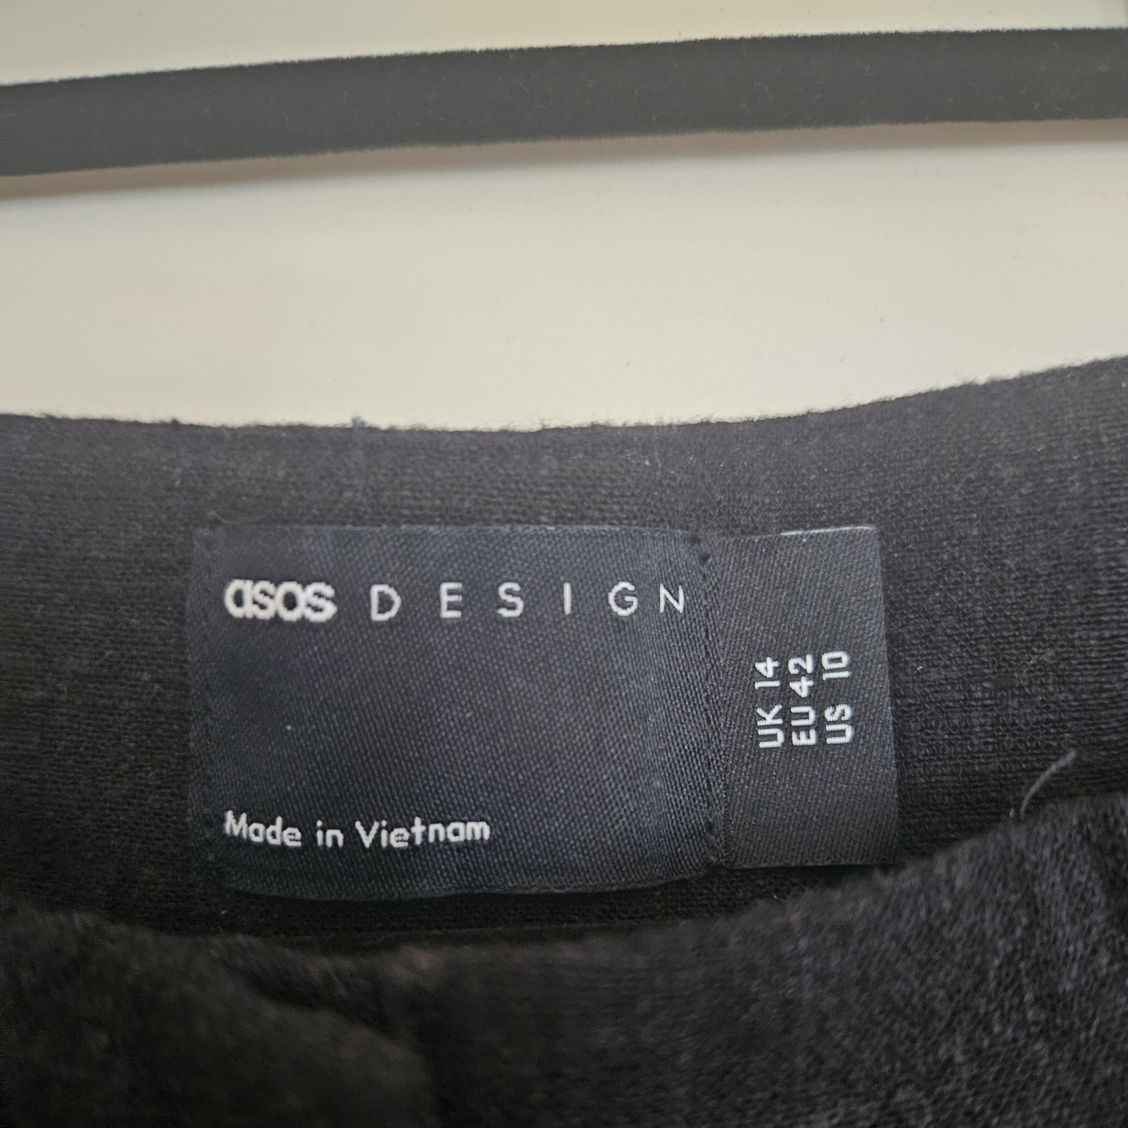 asos DESIGN
Made in Vietnam
UK 14
EU 42
US 10